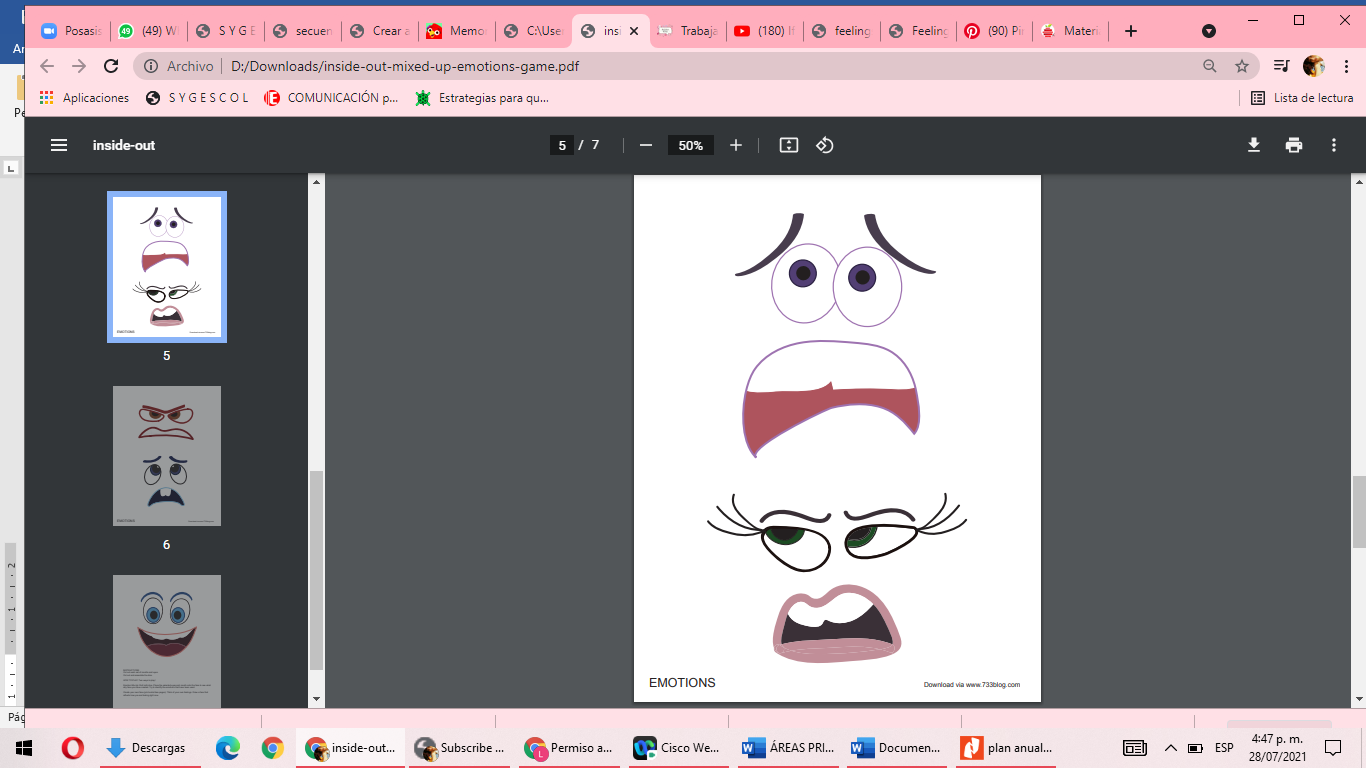 Posasis
(49) W
S Y G E
secuen
Crear a
Memo
C:\User
insi
Trabaja
(180) If
feeling
Feeling
(90) Pi
Materia
Archivo | D:/Downloads/inside-out-mixed-up-emotions-game.pdf
Aplicaciones
S Y G E S C O L
COMUNICACIÓN p...
Estrategias para qu...
Lista de lectura
inside-out
5 / 7
50%
5
6
EMOTIONS
Download via www.733blog.com
Pág
Descargas
inside-out...
Subscribe ...
Permiso a...
Cisco We...
ÁREAS PRI...
Documen...
plan anual...
ESP
4:47 p. m.
28/07/2021